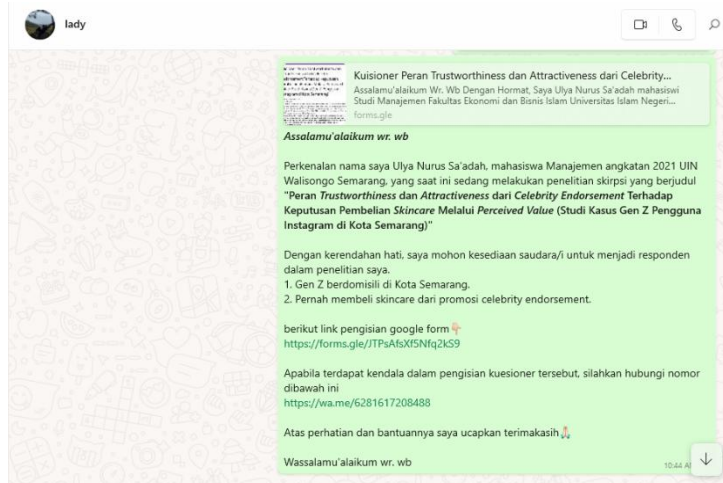 lady
Kuisioner Peran Trustworthiness dan Attractiveness dari Celebrity...
Assalamu'alaikum Wr. Wb Dengan Hormat, Saya Ulya Nurus Sa'adah mahasiswi
Studi Manajemen Fakultas Ekonomi dan Bisnis Islam Universitas Islam Negeri...
forms.gle
Assalamu'alaikum wr. wb
Perkenalan nama saya Ulya Nurus Sa'adah, mahasiswa Manajemen angkatan 2021 UIN
Walisongo Semarang, yang saat ini sedang melakukan penelitian skirpsi yang berjudul
"Peran Trustworthiness dan Attractiveness dari Celebrity Endorsement Terhadap
Keputusan Pembelian Skincare Melalui Perceived Value (Studi Kasus Gen Z Pengguna
Instagram di Kota Semarang)"
Dengan kerendahan hati, saya mohon kesediaan saudara/i untuk menjadi responden
dalam penelitian saya.
1. Gen Z berdomisili di Kota Semarang.
2. Pernah membeli skincare dari promosi celebrity endorsement.
berikut link pengisian google form👇🏻
https://forms.gle/JTPsAfsXf5Nfq2kS9
Apabila terdapat kendala dalam pengisian kuesioner tersebut, silahkan hubungi nomor
dibawah ini
https://wa.me/6281617208488
Atas perhatian dan bantuannya saya ucapkan terimakasih🙏🏻
Wassalamu'alaikum wr. wb
10:44 A